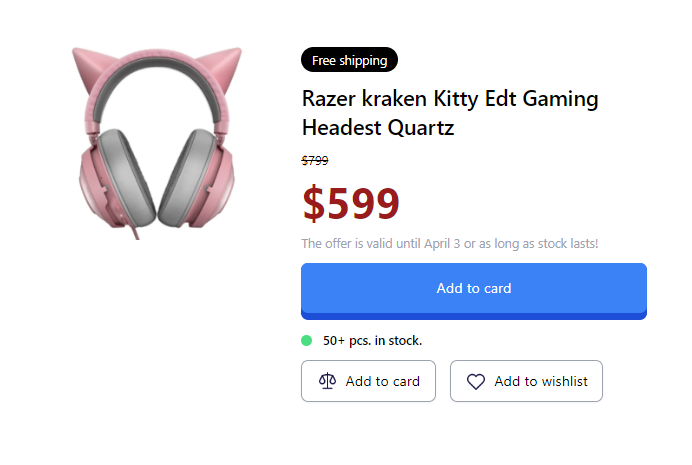 Free shipping
Razer kraken Kitty Edt Gaming
Headest Quartz
$799
$599
The offer is valid until April 3 or as long as stock lasts!
Add to card
50+ pcs. in stock.
Add to card
Add to wishlist